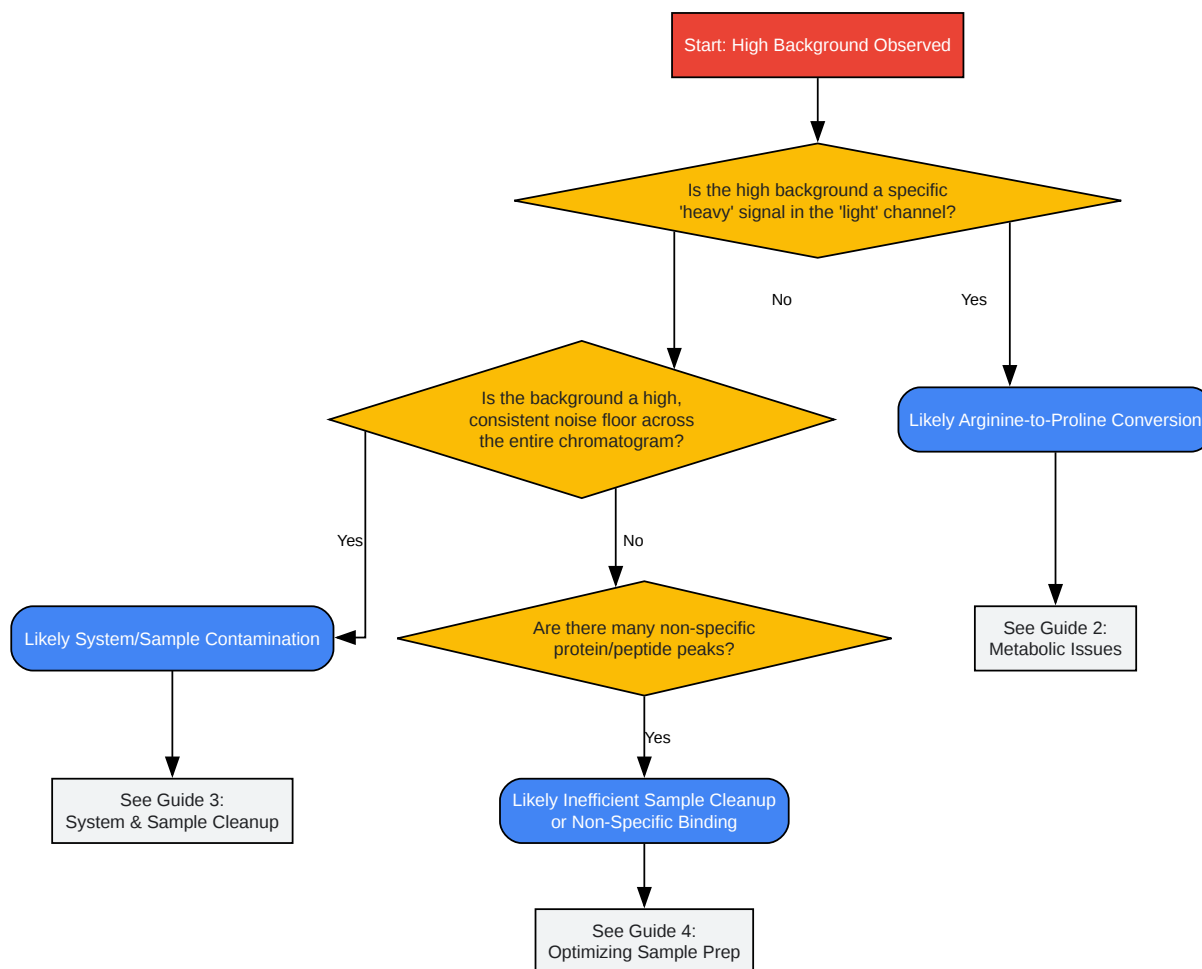 Start: High Background Observed
Is the high background a specific
'heavy' signal in the 'light' channel?
No
Yes
Is the background a high,
consistent noise floor across
the entire chromatogram?
Likely Arginine-to-Proline Conversion
Yes
No
Likely System/Sample Contamination
Are there many non-specific
protein/peptide peaks?
See Guide 2:
Metabolic Issues
Yes
See Guide 3:
System & Sample Cleanup
Likely Inefficient Sample Cleanup
or Non-Specific Binding
See Guide 4:
Optimizing Sample Prep